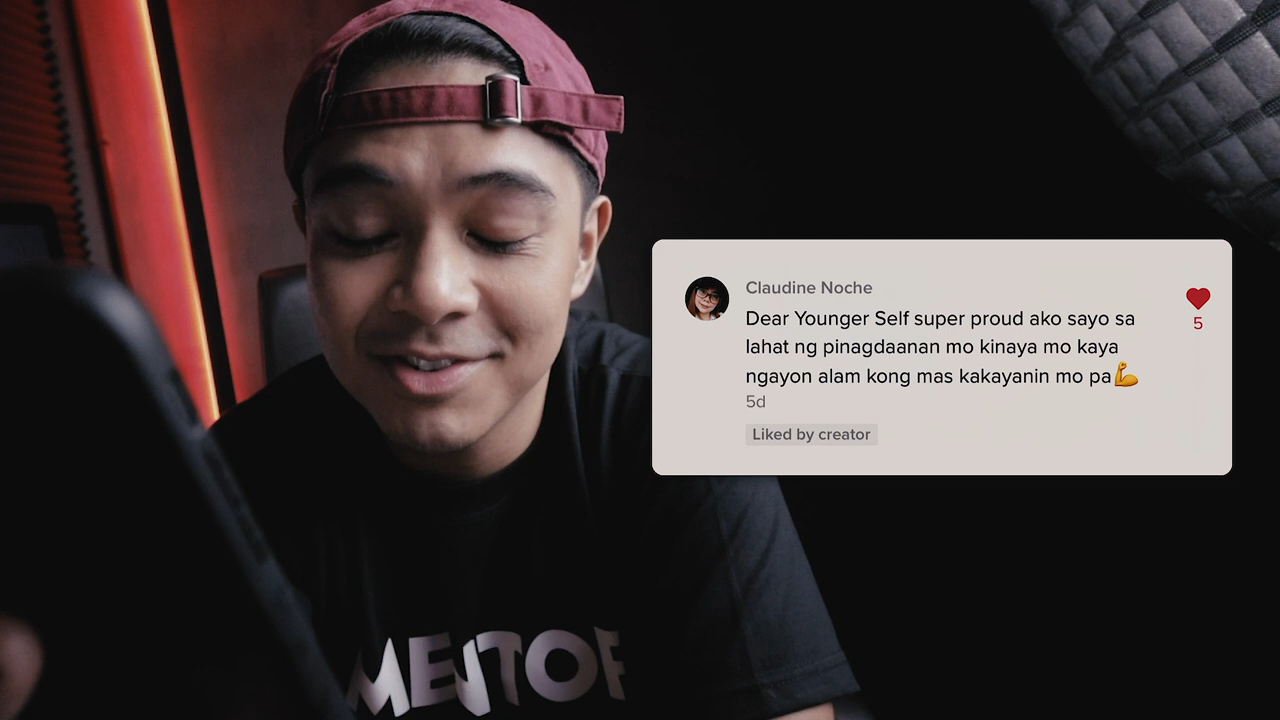 Claudine Noche
Dear Younger Self super proud ako sayo sa
lahat ng pinagdaanan mo kinaya mo kaya
ngayon alam kong mas kakayanin mo pa💪
5
5d
Liked by creator
MENTOR